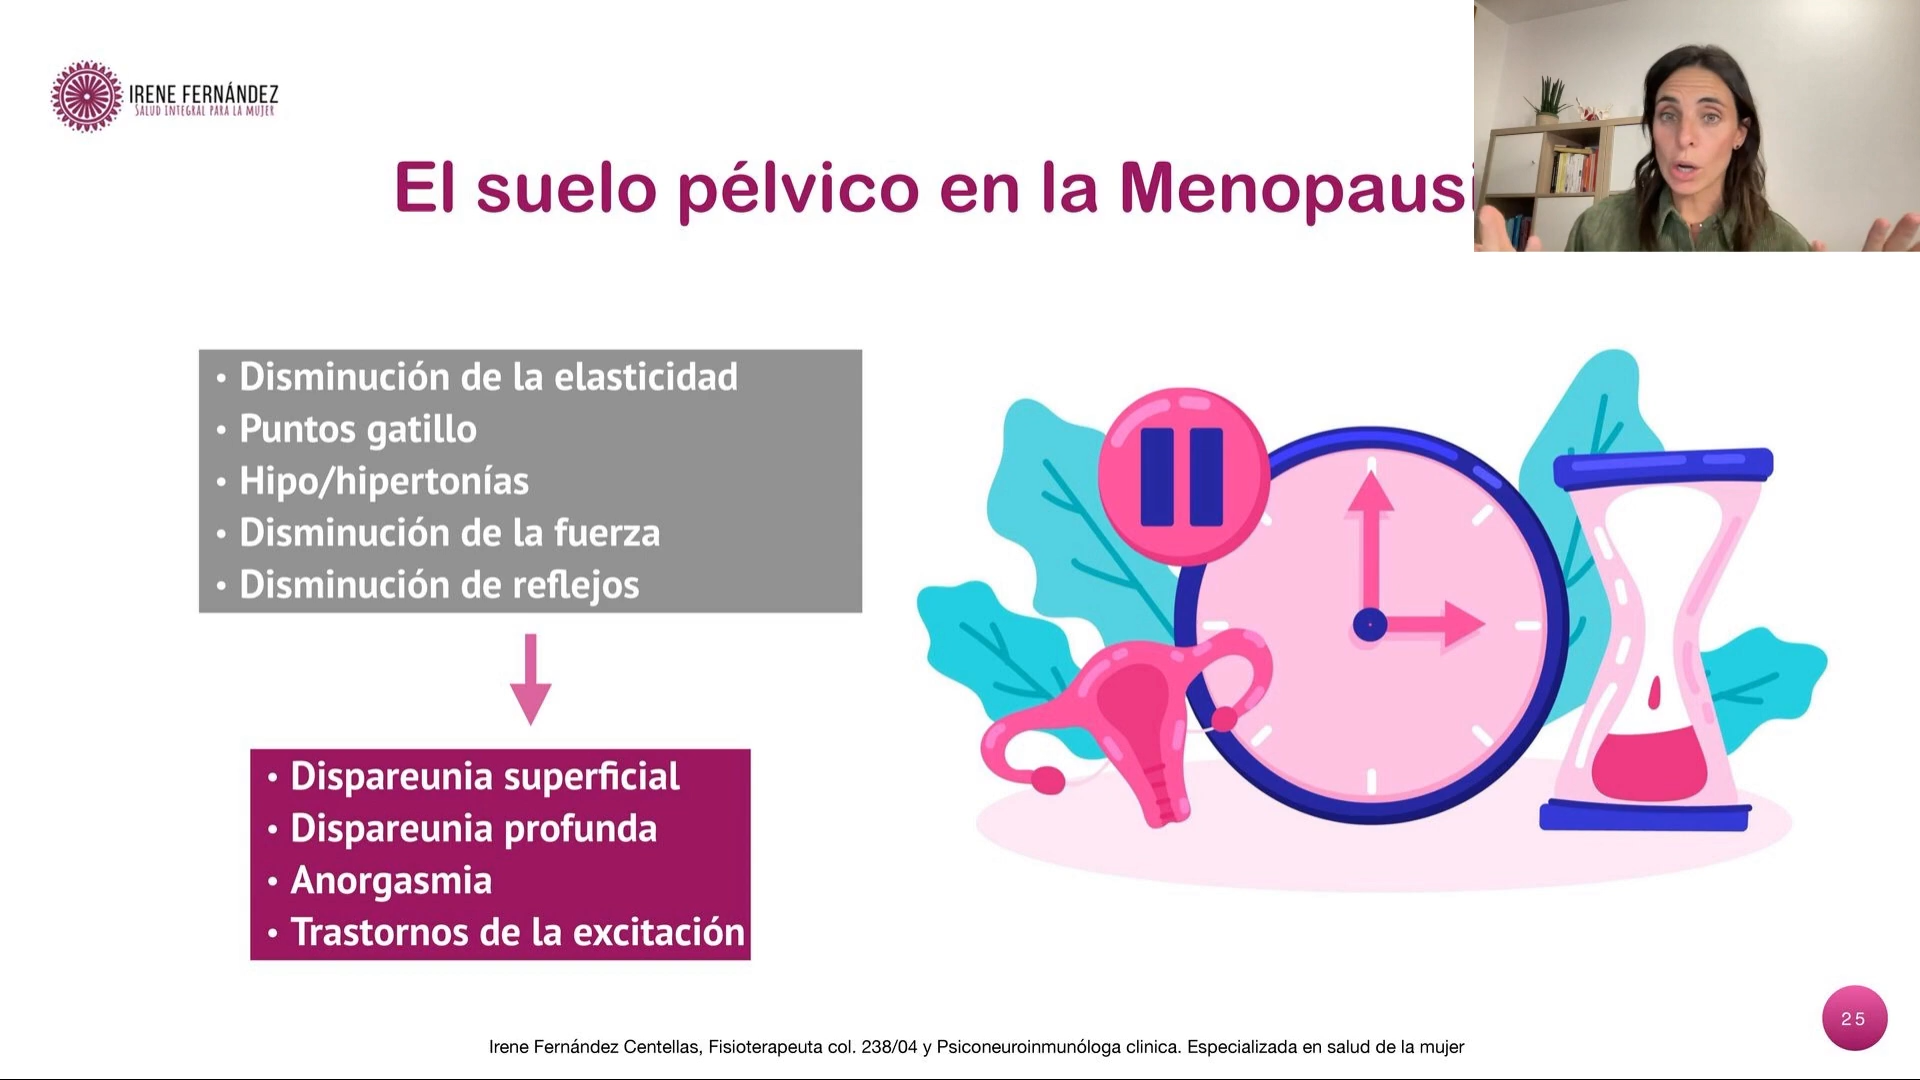 IRENE FERNÁNDEZ
SALUD INTEGRAL PARA LA MUJER
El suelo pélvico en la Menopausi
• Disminución de la elasticidad
• Puntos gatillo
• Hipo/hipertonías
• Disminución de la fuerza
• Disminución de reflejos
• Dispareunia superficial
• Dispareunia profunda
• Anorgasmia
• Trastornos de la excitación
25
Irene Fernández Centellas, Fisioterapeuta col. 238/04 y Psiconeuroinmunóloga clinica. Especializada en salud de la mujer